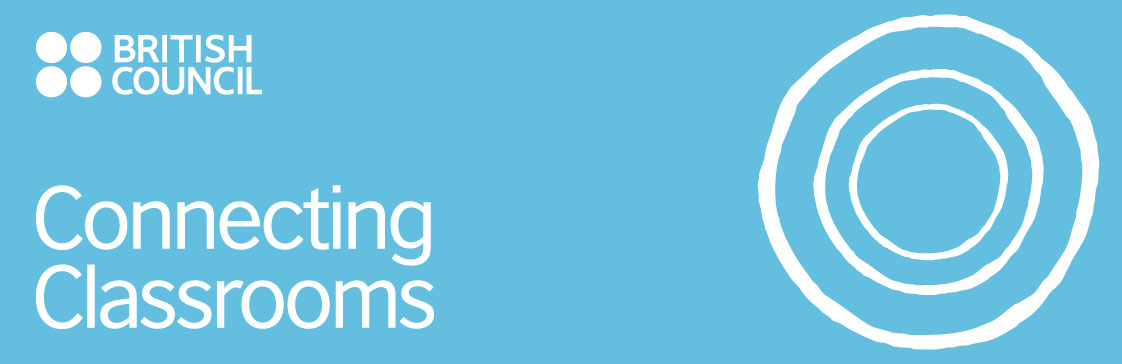 BRITISH
COUNCIL
Connecting
Classrooms